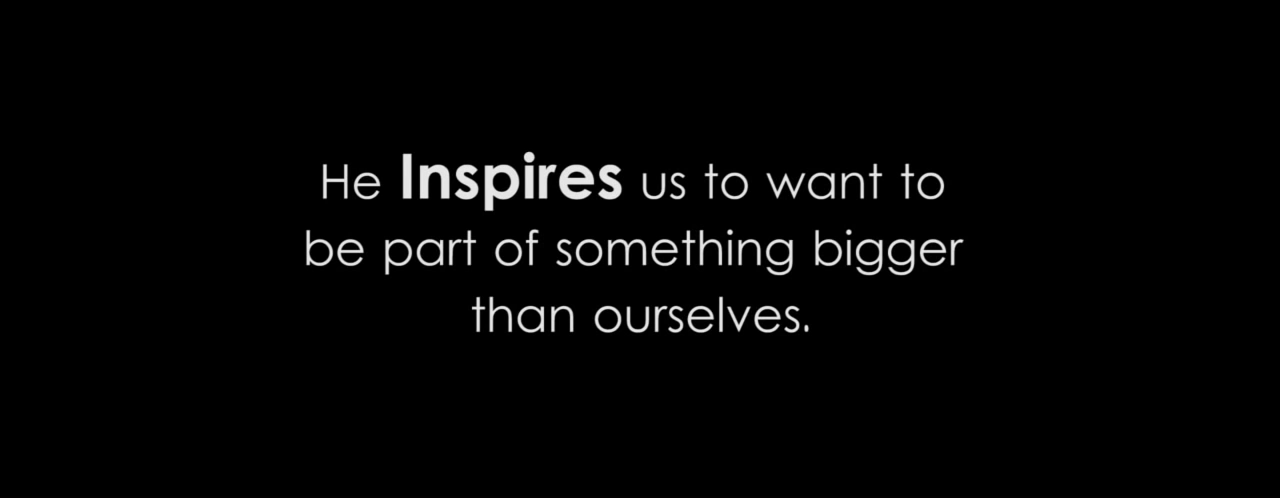 He Inspires us to want to
be part of something bigger
than ourselves.